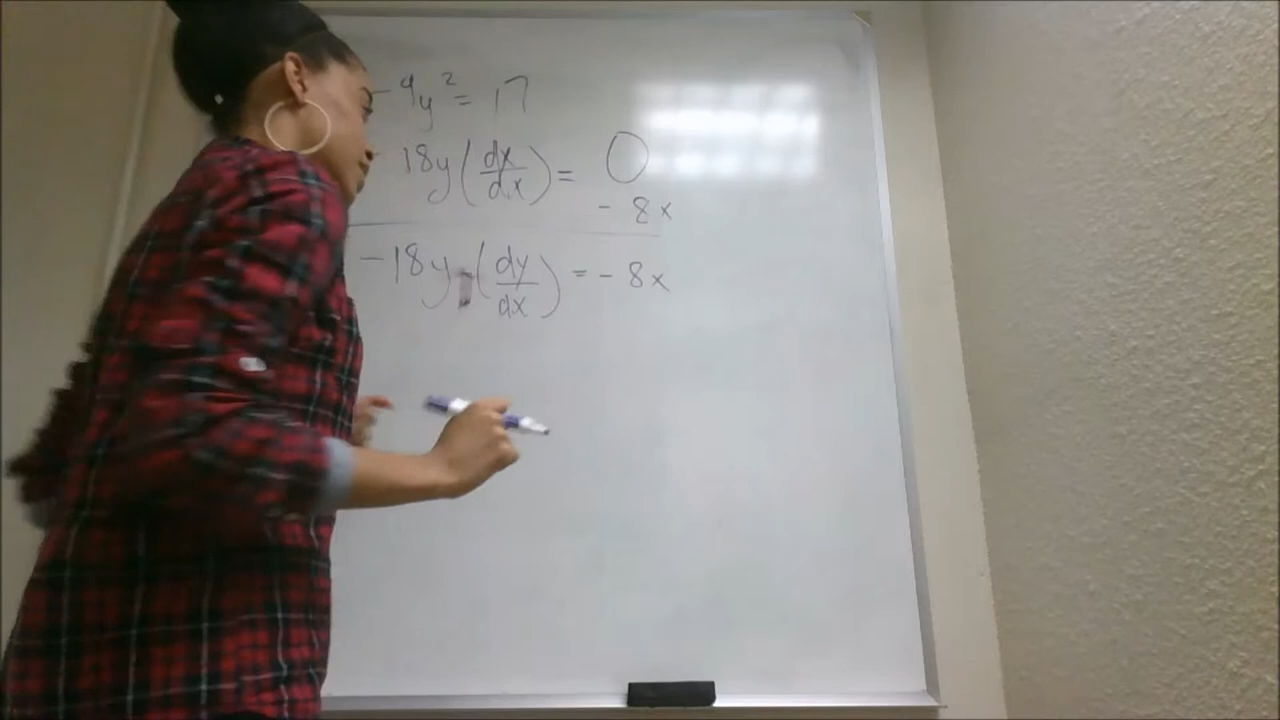 - 9y² = 17
18y(dx/dx) = 0
- 8x
- 18y(dy/dx) = - 8x